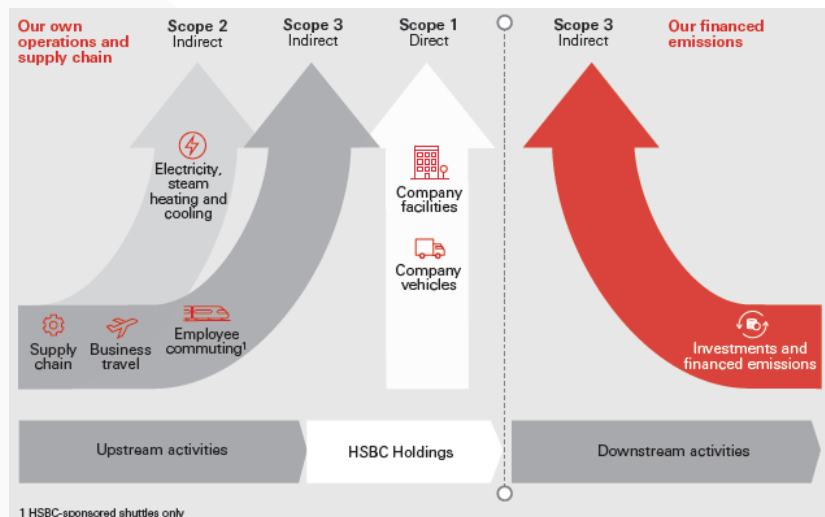 Our own
operations and
supply chain
Scope 2
Indirect
Scope 3
Indirect
Scope 1
Direct
Scope 3
Indirect
Our financed
emissions
Electricity,
steam
heating and
cooling
Company
facilities
Company
vehicles
Supply
chain
Business
travel
Employee
commuting¹
Investments and
financed emissions
Upstream activities
HSBC Holdings
Downstream activities
1 HSBC-sponsored shuttles only